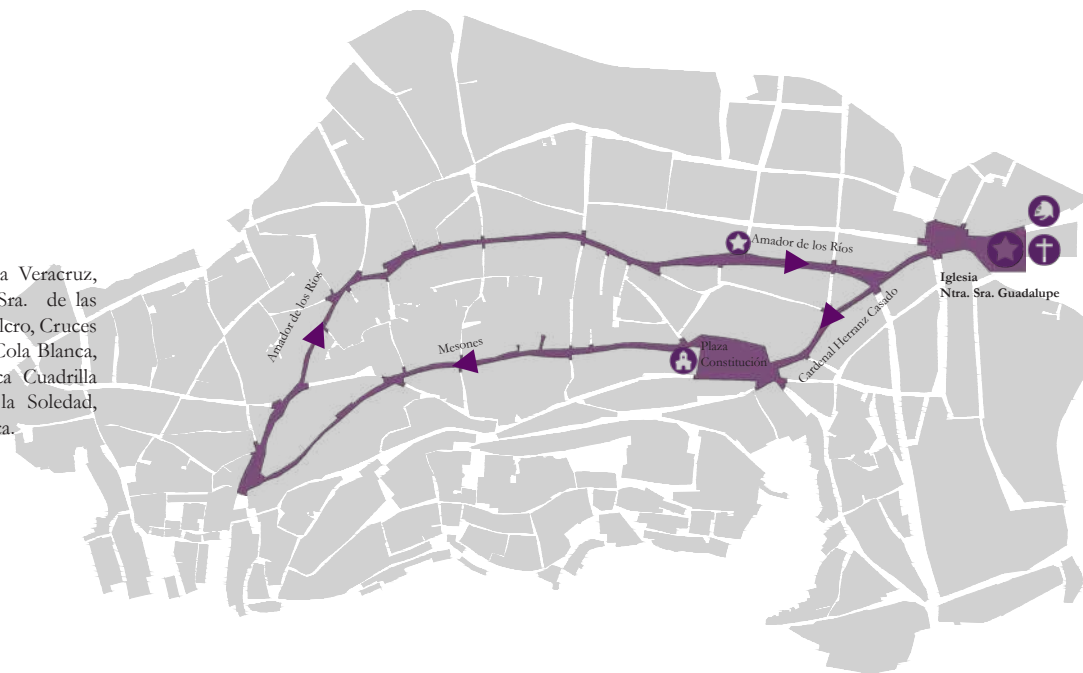 a Veracruz,
Sra. de las
lcro, Cruces
Cola Blanca,
ca Cuadrilla
la Soledad,
ca.
Amador de los Ríos
Amador de los Ríos
Iglesia
Ntra. Sra. Guadalupe
Cardenal Herranz Casado
Plaza
Constitución
Mesones